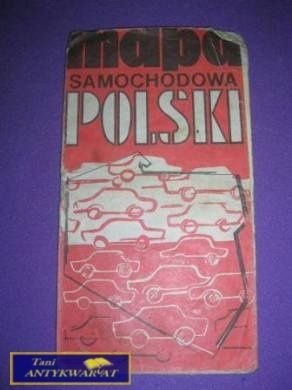 mapa
SAMOCHODOWA
POLSKI
Tani
ANTYKWARIAT